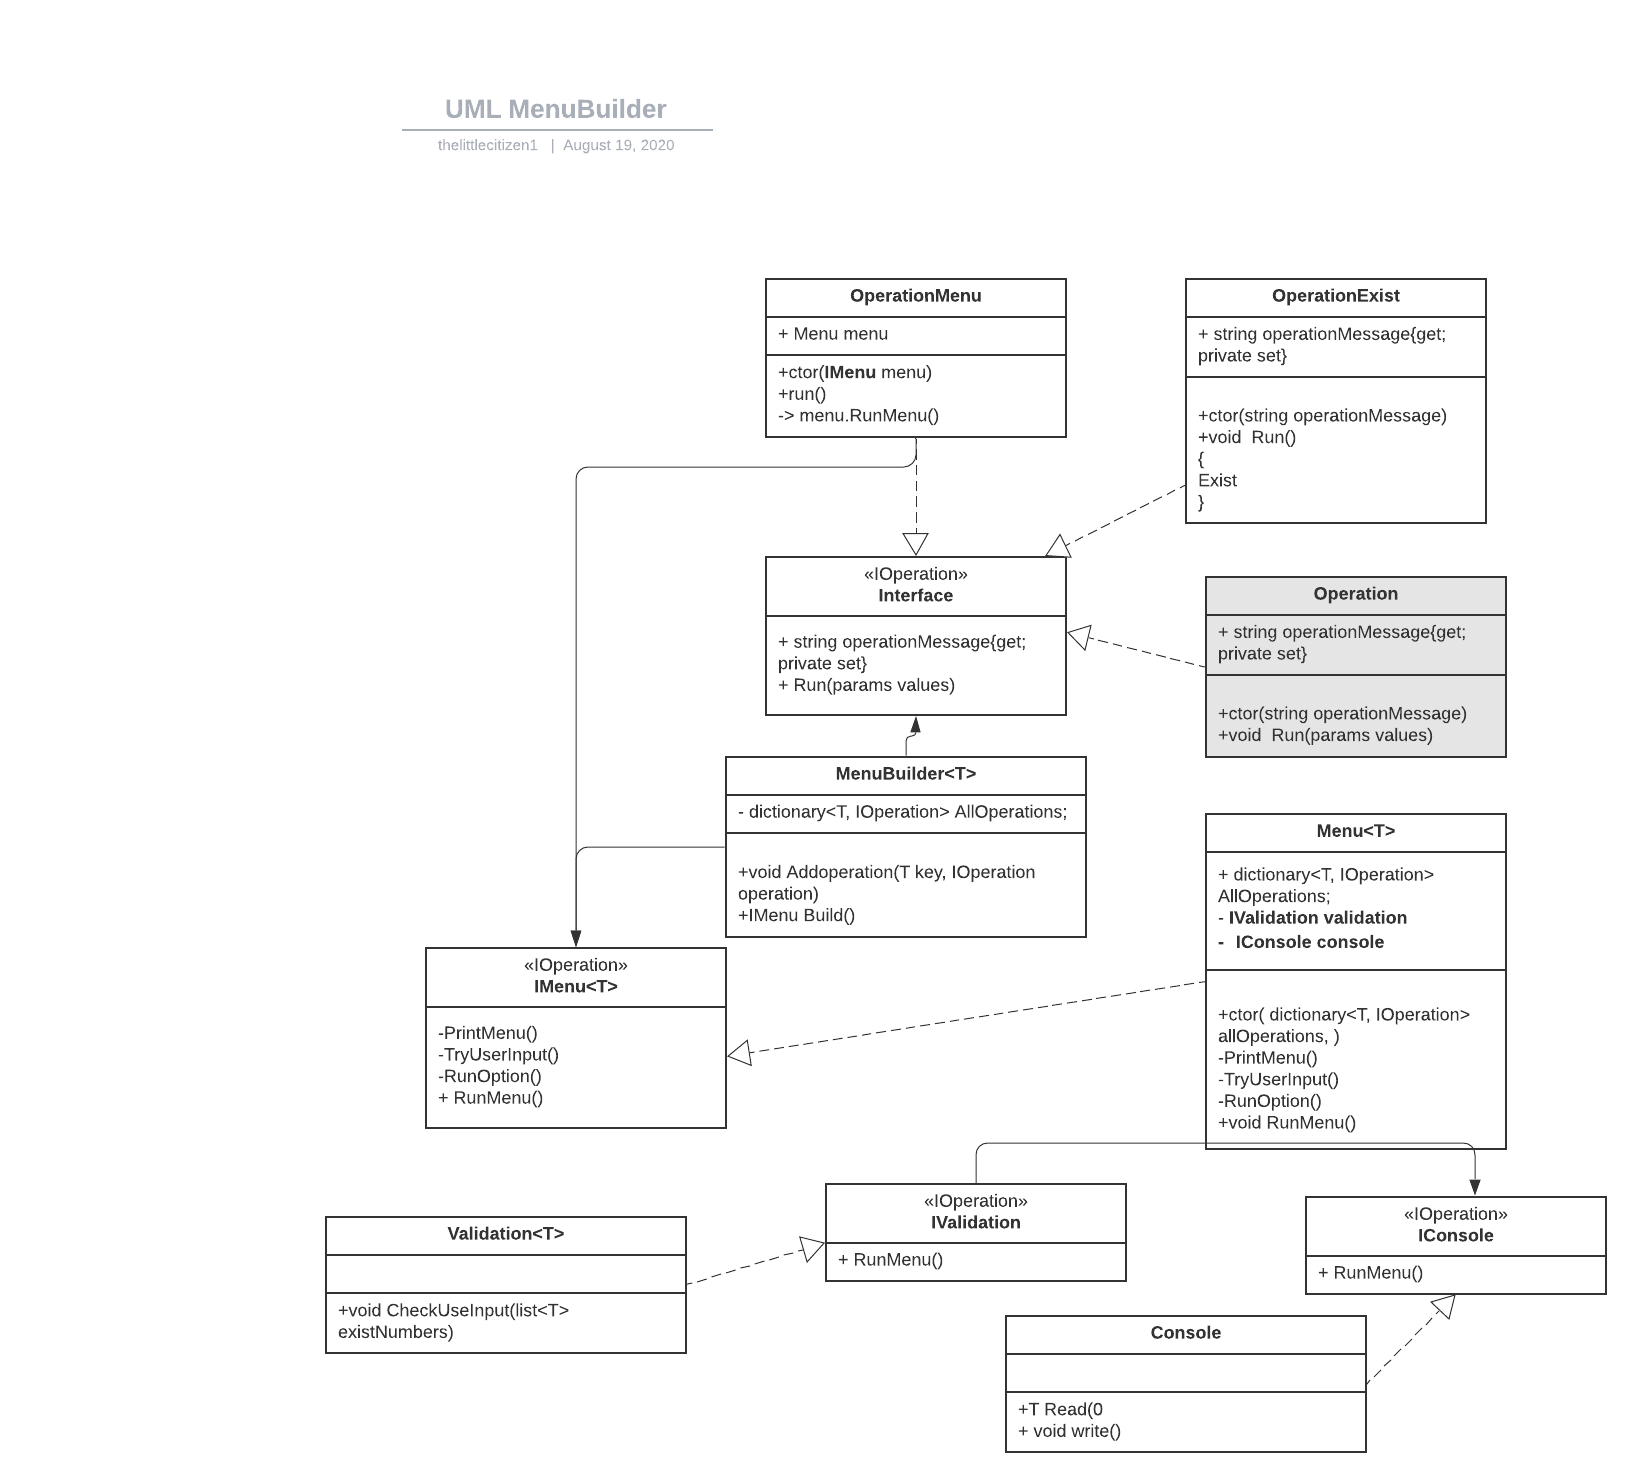 UML MenuBuilder
thelittlecitizen1 | August 19, 2020
OperationMenu
+ Menu menu
+ctor(IMenu menu)
+run()
-> menu.RunMenu()
OperationExist
+ string operationMessage{get;
private set}
+ctor(string operationMessage)
+void  Run()
{
Exist
}
«IOperation»
Interface
+ string operationMessage{get;
private set}
+ Run(params values)
Operation
+ string operationMessage{get;
private set}
+ctor(string operationMessage)
+void  Run(params values)
MenuBuilder<T>
- dictionary<T, IOperation> AllOperations;
+void Addoperation(T key, IOperation
operation)
+IMenu Build()
Menu<T>
+ dictionary<T, IOperation>
AllOperations;
- IValidation validation
-  IConsole console
+ctor( dictionary<T, IOperation>
allOperations, )
-PrintMenu()
-TryUserInput()
-RunOption()
+void RunMenu()
«IOperation»
IMenu<T>
-PrintMenu()
-TryUserInput()
-RunOption()
+ RunMenu()
«IOperation»
IValidation
+ RunMenu()
«IOperation»
IConsole
+ RunMenu()
Validation<T>
+void CheckUseInput(list<T>
existNumbers)
Console
+T Read(0
+ void write()